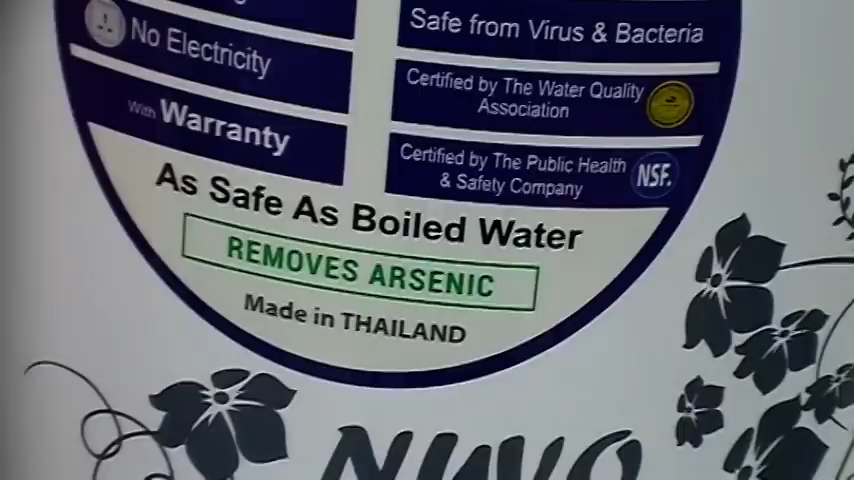 No Electricity
With Warranty
Safe from Virus & Bacteria
Certified by The Water Quality
Association
Certified by The Public Health
& Safety Company
NSF.
As Safe As Boiled Water
REMOVES ARSENIC
Made in THAILAND